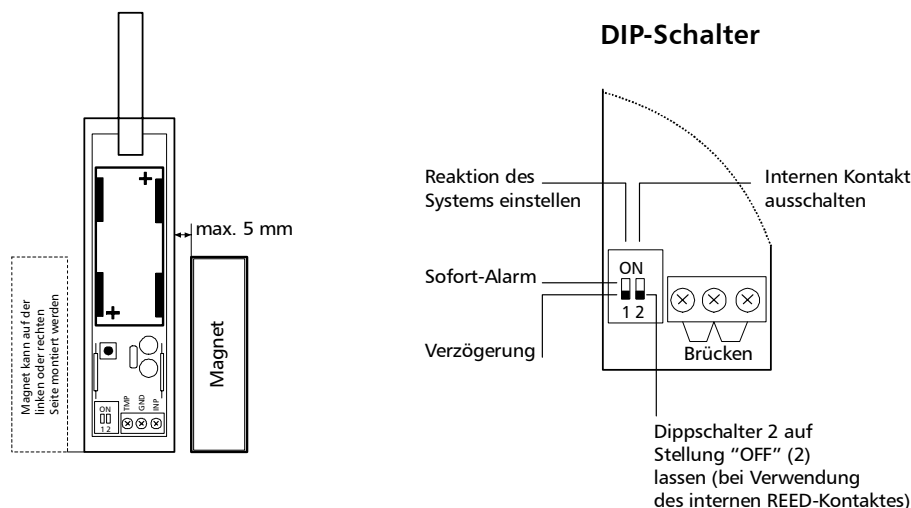 DIP-Schalter
+
+
max. 5 mm
Magnet
Magnet kann auf der
linken oder rechten
Seite montiert werden
ON
1 2
TMP
GND
INP
Reaktion des
Systems einstellen
Internen Kontakt
ausschalten
Sofort-Alarm
Verzögerung
ON
1 2
Brücken
Dippschalter 2 auf
Stellung “OFF” (2)
lassen (bei Verwendung
des internen REED-Kontaktes)